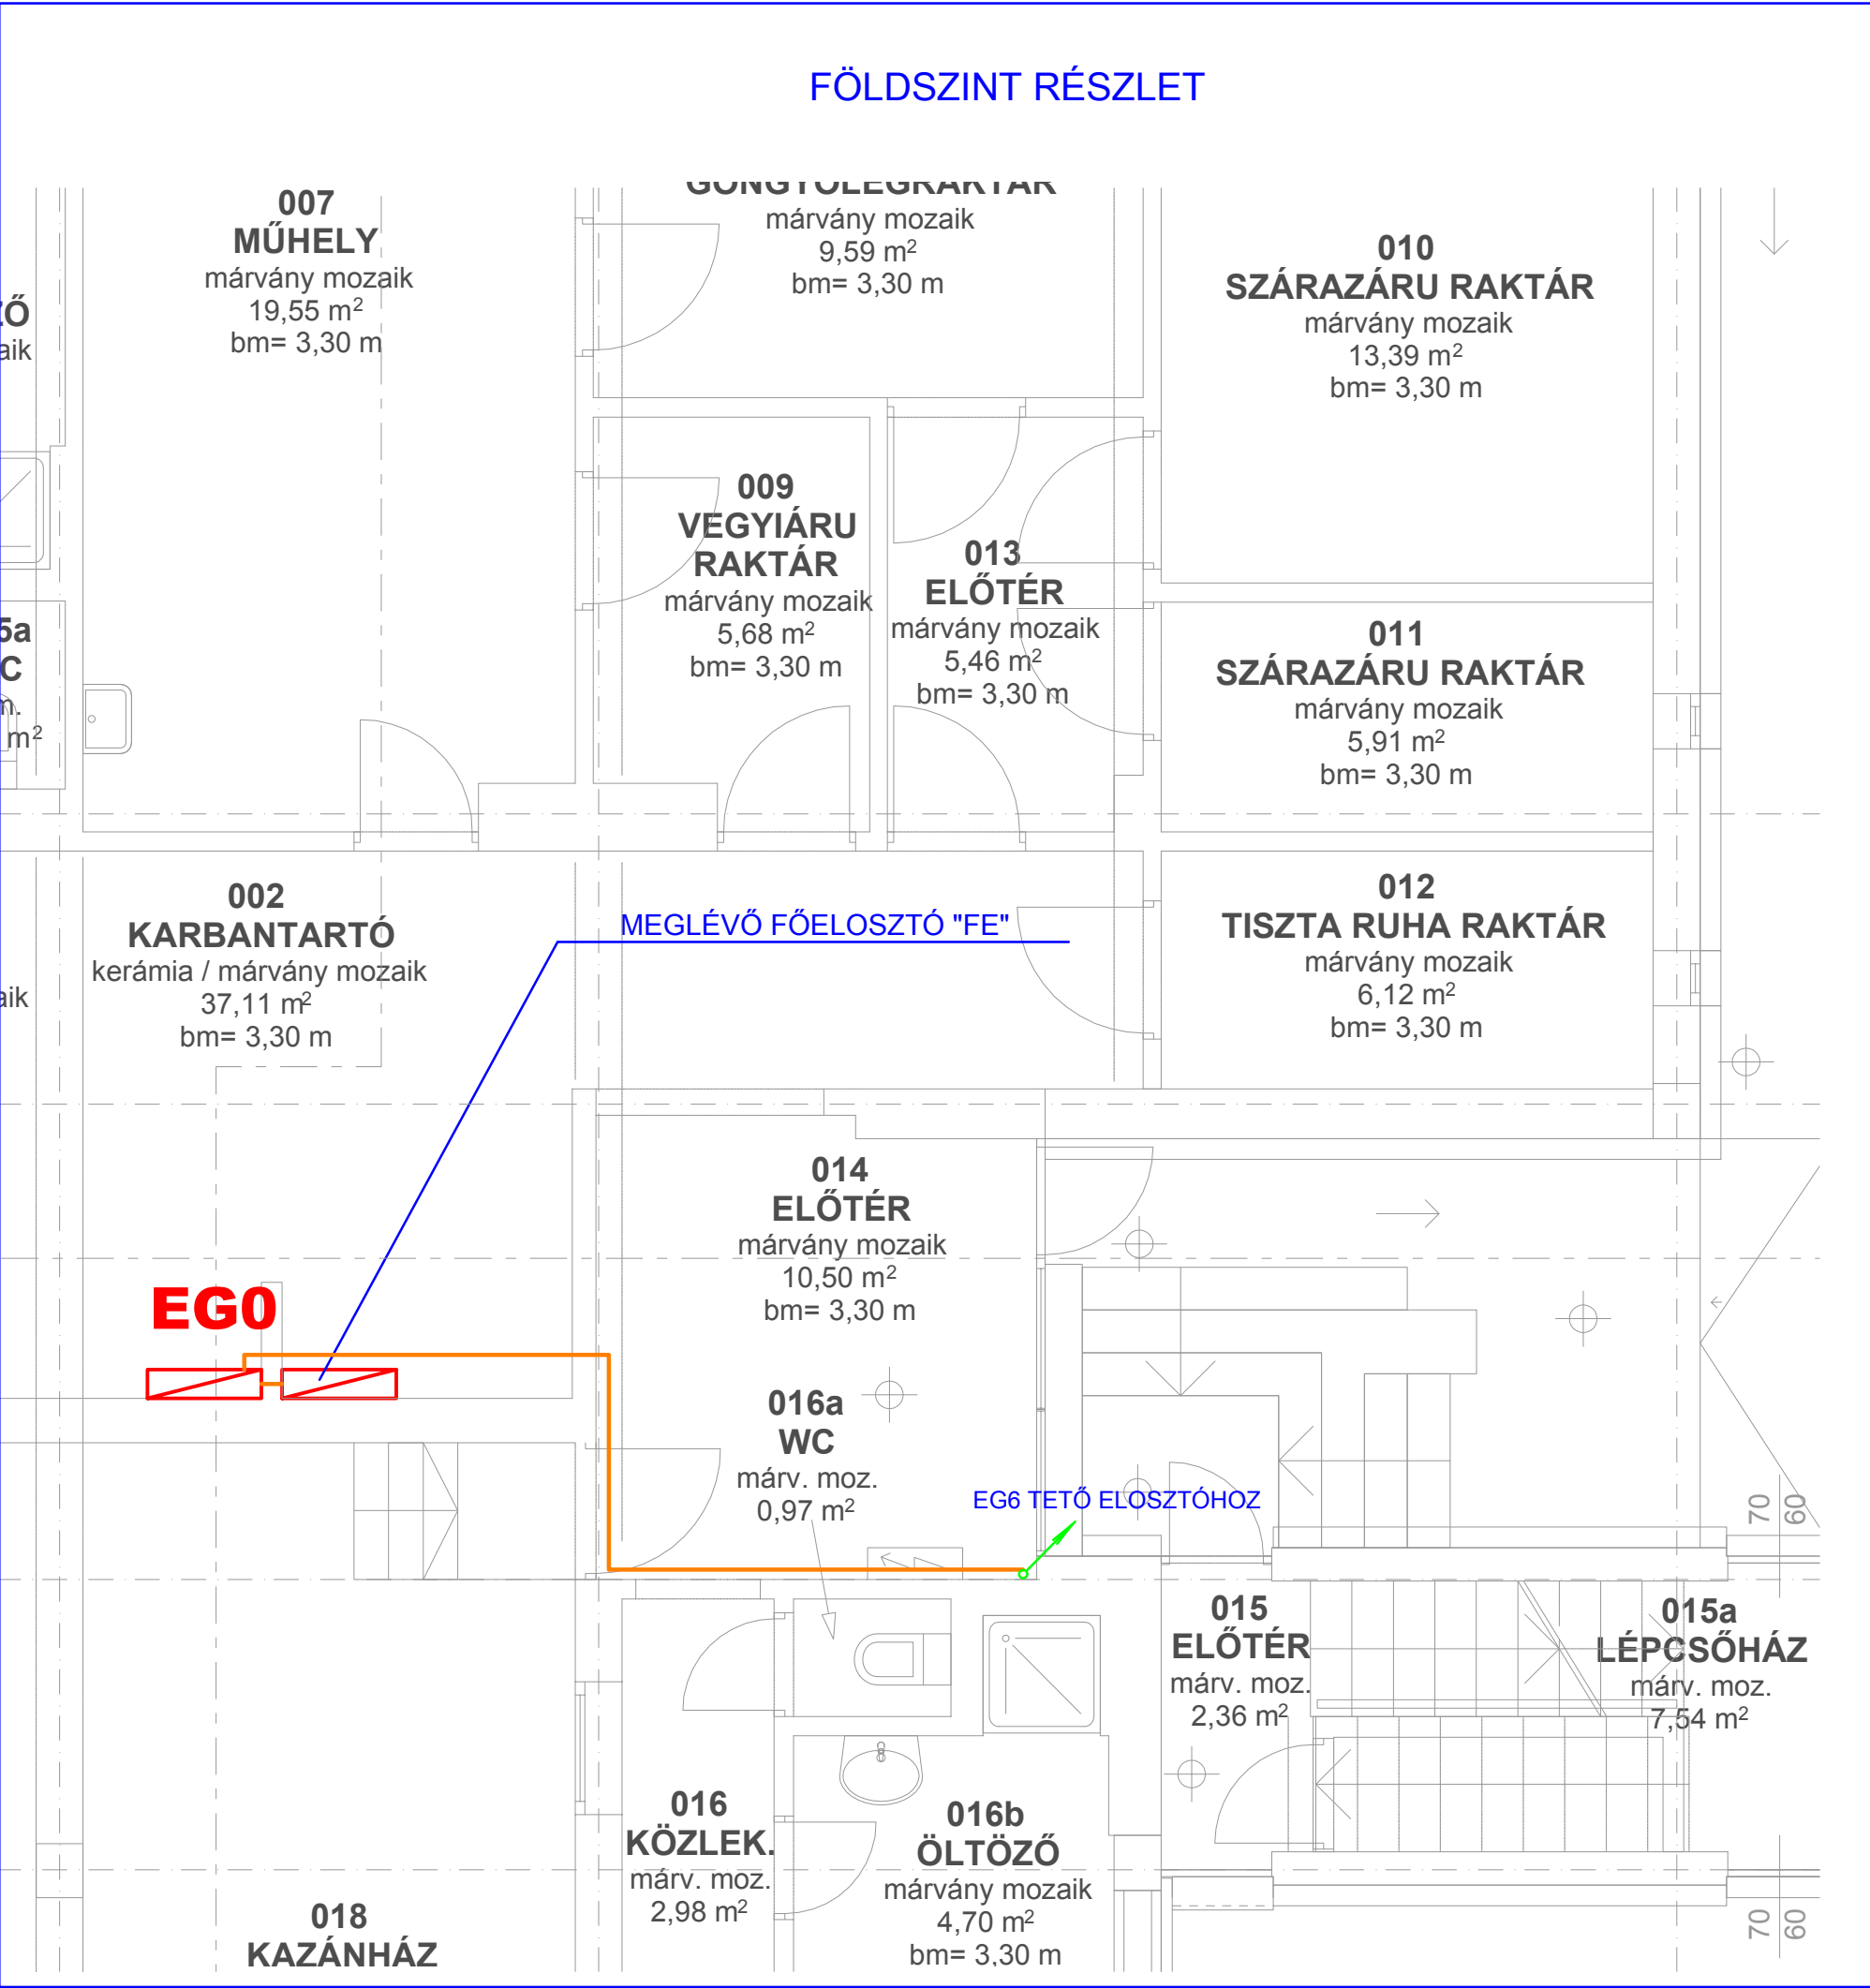 FÖLDSZINT RÉSZLET
007
MŰHELY
márvány mozaik
19,55 m²
bm= 3,30 m
GÖNGYÖLEGRAKTÁR
márvány mozaik
9,59 m²
bm= 3,30 m
010
SZÁRAZÁRU RAKTÁR
márvány mozaik
13,39 m²
bm= 3,30 m
ZŐ
aik
009
VEGYIÁRU
RAKTÁR
márvány mozaik
5,68 m²
bm= 3,30 m
013
ELŐTÉR
márvány mozaik
5,46 m²
bm= 3,30 m
011
SZÁRAZÁRU RAKTÁR
márvány mozaik
5,91 m²
bm= 3,30 m
5a
C
m.
m²
002
KARBANTARTÓ
kerámia / márvány mozaik
37,11 m²
bm= 3,30 m
aik
MEGLÉVŐ FŐELOSZTÓ "FE"
012
TISZTA RUHA RAKTÁR
márvány mozaik
6,12 m²
bm= 3,30 m
014
ELŐTÉR
márvány mozaik
10,50 m²
bm= 3,30 m
EG0
016a
WC
márv. moz.
0,97 m²
EG6 TETŐ ELOSZTÓHOZ
70
60
015
ELŐTÉR
márv. moz.
2,36 m²
015a
LÉPCSŐHÁZ
márv. moz.
7,54 m²
016
KÖZLEK.
márv. moz.
2,98 m²
016b
ÖLTÖZŐ
márvány mozaik
4,70 m²
bm= 3,30 m
018
KAZÁNHÁZ
70
60